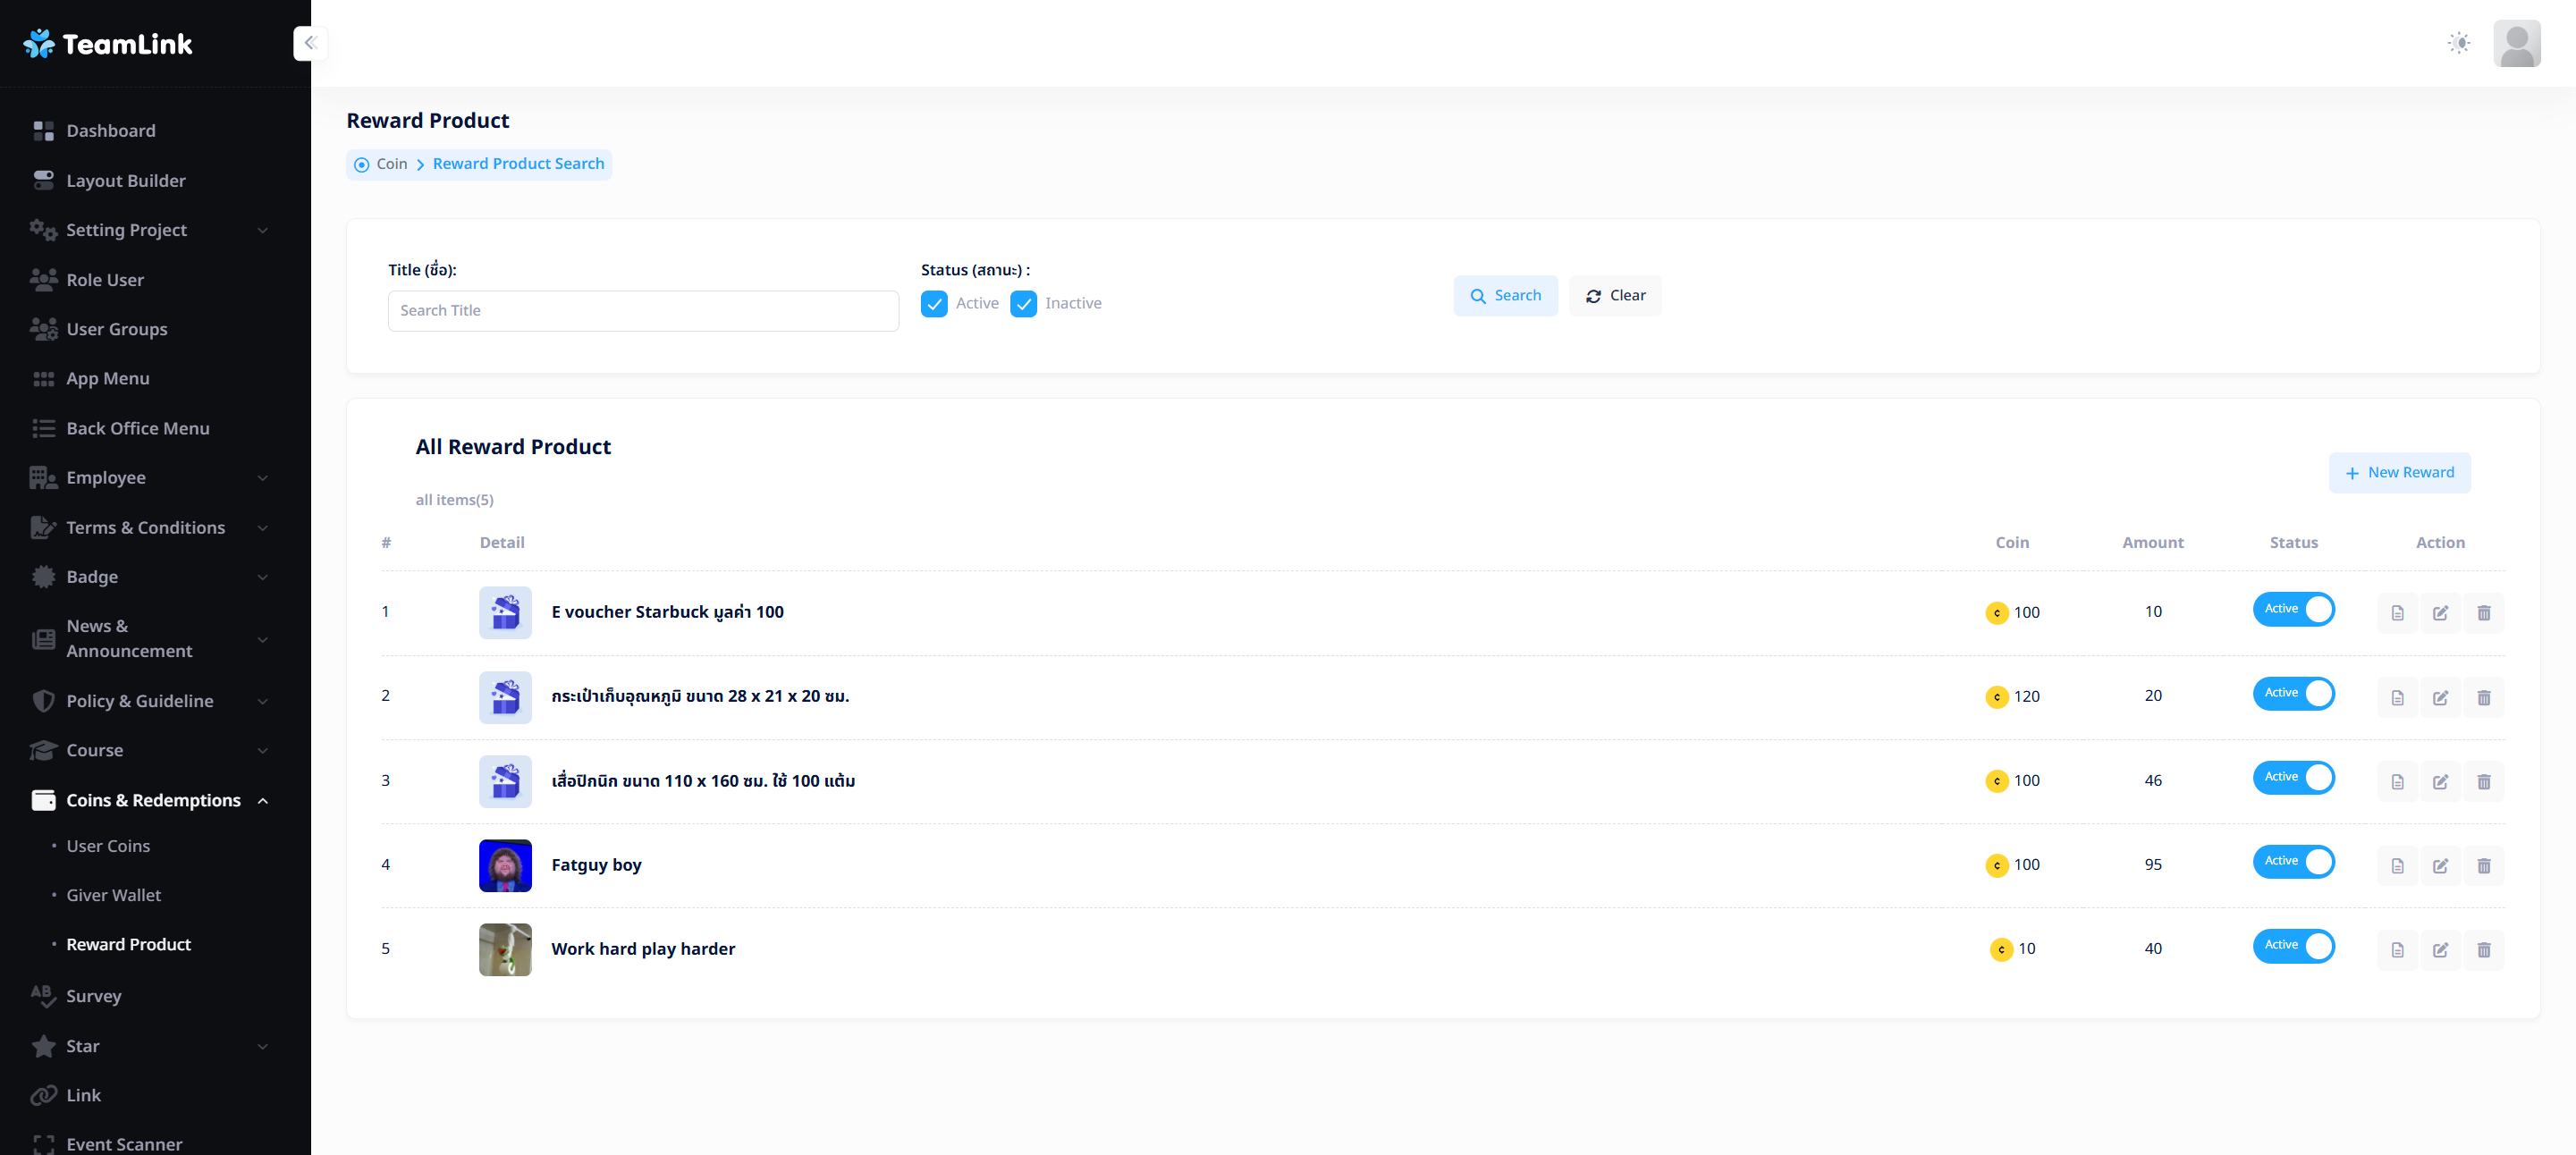 TeamLink
Dashboard
Layout Builder
Setting Project
Role User
User Groups
App Menu
Back Office Menu
Employee
Terms & Conditions
Badge
News &
Announcement
Policy & Guideline
Course
Coins & Redemptions
User Coins
Giver Wallet
Reward Product
Survey
Star
Link
Event Scanner
Reward Product
Coin > Reward Product Search
Title (ชื่อ):
Search Title
Status (สถานะ) :
Active Inactive
Search Clear
All Reward Product
all items(5)
+ New Reward
# Detail Coin Amount Status Action
1 E voucher Starbuck มูลค่า 100 100 10 Active
2 กระเป๋าเก็บอุณหภูมิ ขนาด 28 x 21 x 20 ซม. 120 20 Active
3 เสื่อปิกนิก ขนาด 110 x 160 ซม. ใช้ 100 แต้ม 100 46 Active
4 Fatguy boy 100 95 Active
5 Work hard play harder 10 40 Active